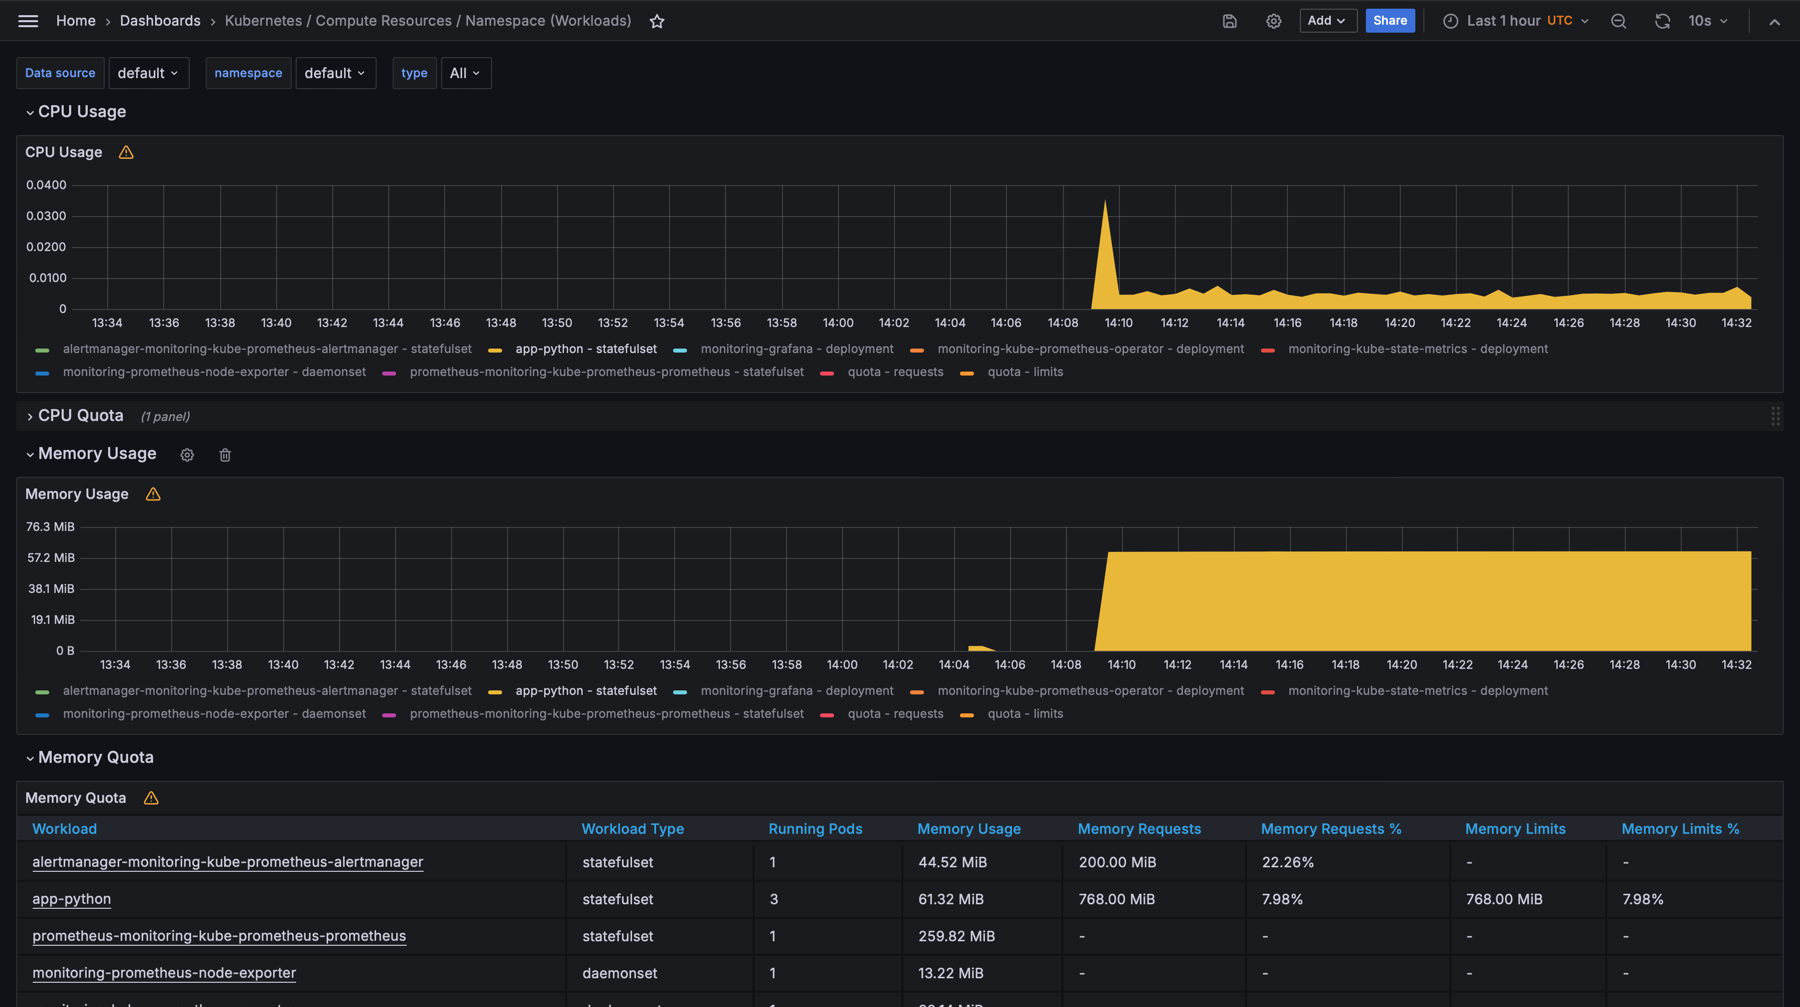 Home › Dashboards › Kubernetes / Compute Resources / Namespace (Workloads) Add Share Last 1 hour UTC 10s
Data source default namespace default type All
CPU Usage
CPU Usage
0.0400
0.0300
0.0200
0.0100
0
13:34 13:36 13:38 13:40 13:42 13:44 13:46 13:48 13:50 13:52 13:54 13:56 13:58 14:00 14:02 14:04 14:06 14:08 14:10 14:12 14:14 14:16 14:18 14:20 14:22 14:24 14:26 14:28 14:30 14:32
alertmanager-monitoring-kube-prometheus-alertmanager - statefulset app-python - statefulset monitoring-grafana - deployment monitoring-kube-prometheus-operator - deployment monitoring-kube-state-metrics - deployment
monitoring-prometheus-node-exporter - daemonset prometheus-monitoring-kube-prometheus-prometheus - statefulset quota - requests quota - limits
CPU Quota (1 panel)
Memory Usage
Memory Usage
76.3 MiB
57.2 MiB
38.1 MiB
19.1 MiB
0 B
13:34 13:36 13:38 13:40 13:42 13:44 13:46 13:48 13:50 13:52 13:54 13:56 13:58 14:00 14:02 14:04 14:06 14:08 14:10 14:12 14:14 14:16 14:18 14:20 14:22 14:24 14:26 14:28 14:30 14:32
alertmanager-monitoring-kube-prometheus-alertmanager - statefulset app-python - statefulset monitoring-grafana - deployment monitoring-kube-prometheus-operator - deployment monitoring-kube-state-metrics - deployment
monitoring-prometheus-node-exporter - daemonset prometheus-monitoring-kube-prometheus-prometheus - statefulset quota - requests quota - limits
Memory Quota
Memory Quota
Workload Workload Type Running Pods Memory Usage Memory Requests Memory Requests % Memory Limits Memory Limits %
alertmanager-monitoring-kube-prometheus-alertmanager statefulset 1 44.52 MiB 200.00 MiB 22.26% - -
app-python statefulset 3 61.32 MiB 768.00 MiB 7.98% 768.00 MiB 7.98%
prometheus-monitoring-kube-prometheus-prometheus statefulset 1 259.82 MiB - - - -
monitoring-prometheus-node-exporter daemonset 1 13.22 MiB - - - -